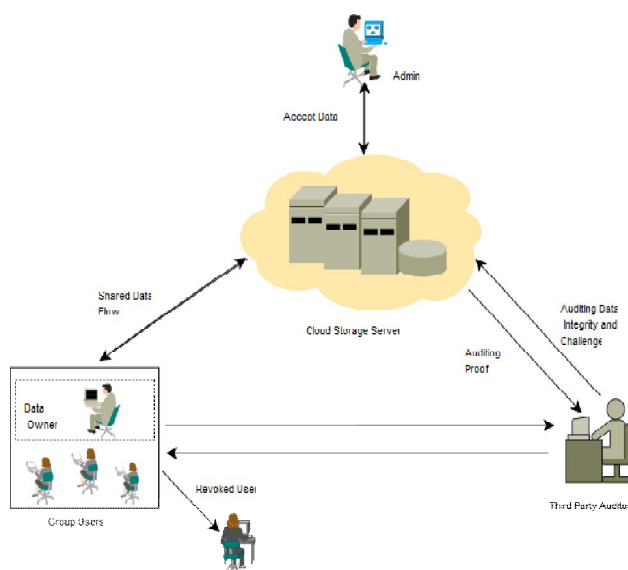 Admin
Accept Data
Shared Data
Flow
Cloud Storage Server
Auditing Data
Integrity and
Challenge
Auditing
Proof
Data
Owner
Revoked User
Group Users
Third Party Auditor